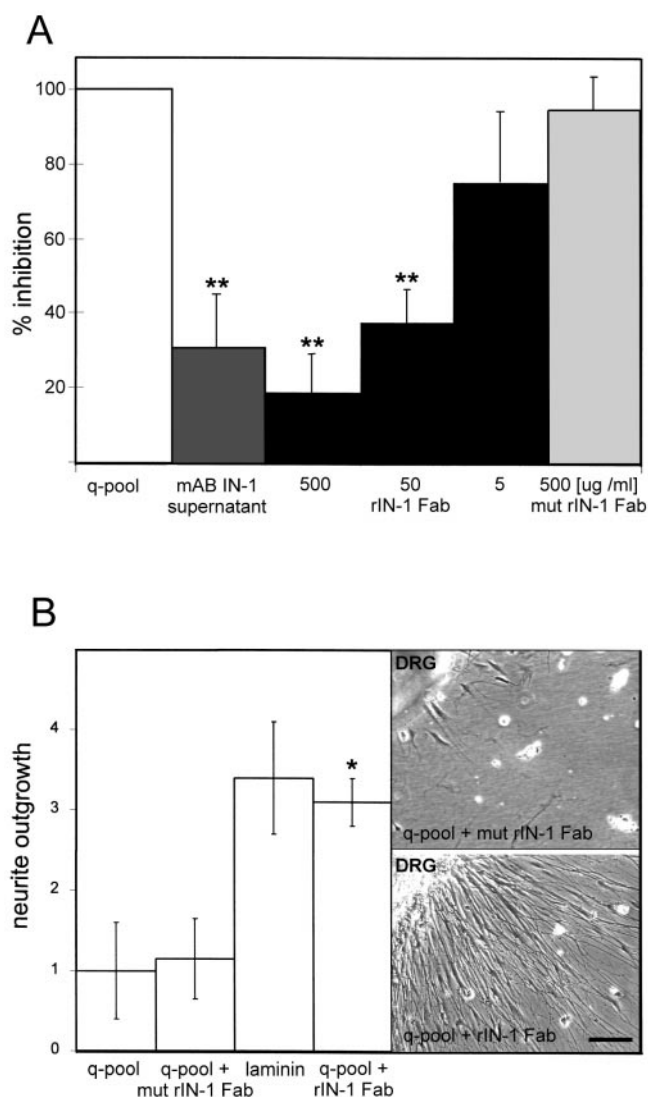 A
% inhibition
100
80
60
40
20
**
**
**
q-pool
mAB IN-1
supernatant
500
50
5
500 [ug /ml]
rIN-1 Fab
mut rIN-1 Fab
B
neurite outgrowth
4
3
2
1
0
*
q-pool
q-pool +
mut rIN-1 Fab
laminin
q-pool +
rIN-1 Fab
DRG
q-pool + mut rIN-1 Fab
DRG
q-pool + rIN-1 Fab